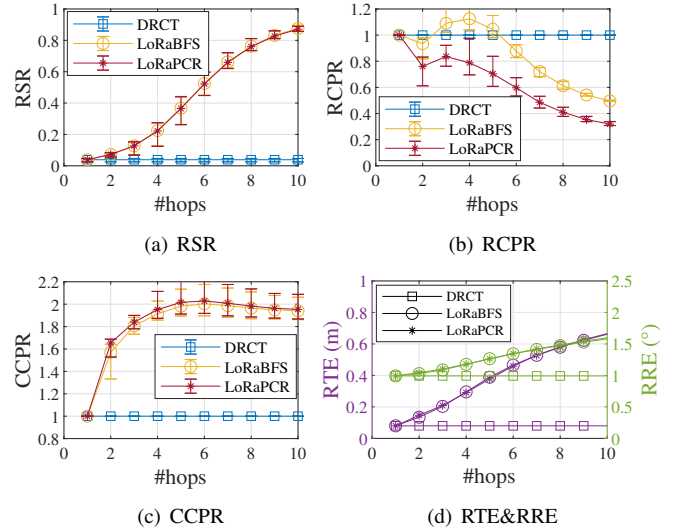 1
0.8
0.6
0.4
0.2
0
RSR
DRCT
LoRaBFS
LoRaPCR
0 2 4 6 8 10
#hops
(a) RSR
1
0.8
0.6
0.4
0.2
0
RCPR
DRCT
LoRaBFS
LoRaPCR
0 2 4 6 8 10
#hops
(b) RCPR
2.2
2
1.8
1.6
1.4
1.2
1
0.8
CCPR
DRCT
LoRaBFS
LoRaPCR
0 2 4 6 8 10
#hops
(c) CCPR
1
0.8
0.6
0.4
0.2
0
RTE (m)
DRCT
LoRaBFS
LoRaPCR
2.5
2
1.5
1
0.5
0
RRE (°)
0 2 4 6 8 10
#hops
(d) RTE&RRE